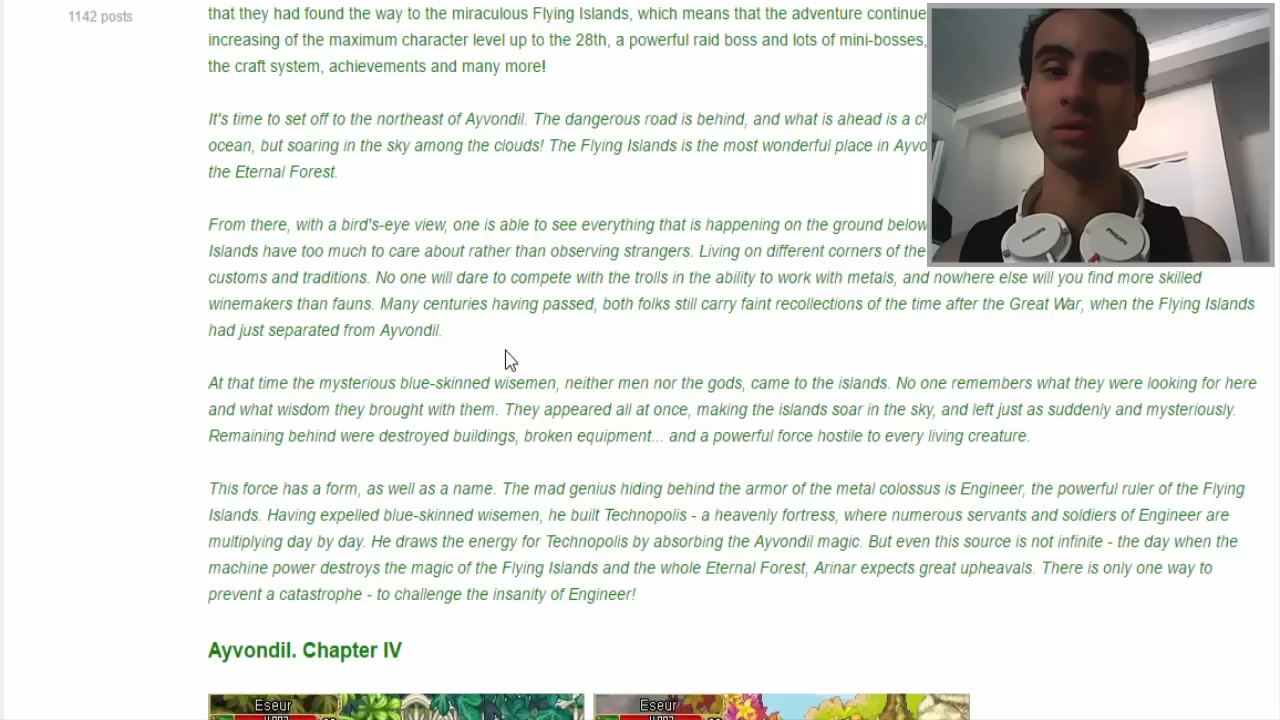 1142 posts
that they had found the way to the miraculous Flying Islands, which means that the adventure continue
increasing of the maximum character level up to the 28th, a powerful raid boss and lots of mini-bosses,
the craft system, achievements and many more!
It's time to set off to the northeast of Ayvondil. The dangerous road is behind, and what is ahead is a
ocean, but soaring in the sky among the clouds! The Flying Islands is the most wonderful place in
the Eternal Forest.
From there, with a bird's-eye view, one is able to see everything that is happening on the ground below
Islands have too much to care about rather than observing strangers. Living on different corners of the
customs and traditions. No one will dare to compete with the trolls in the ability to work with metals, and nowhere else will you find more skilled
winemakers than fauns. Many centuries having passed, both folks still carry faint recollections of the time after the Great War, when the Flying Islands
had just separated from Ayvondil.
At that time the mysterious blue-skinned wisemen, neither men nor the gods, came to the islands. No one remembers what they were looking for here
and what wisdom they brought with them. They appeared all at once, making the islands soar in the sky, and left just as suddenly and mysteriously.
Remaining behind were destroyed buildings, broken equipment... and a powerful force hostile to every living creature.
This force has a form, as well as a name. The mad genius hiding behind the armor of the metal colossus is Engineer, the powerful ruler of the Flying
Islands. Having expelled blue-skinned wisemen, he built Technopolis - a heavenly fortress, where numerous servants and soldiers of Engineer are
multiplying day by day. He draws the energy for Technopolis by absorbing the Ayvondil magic. But even this source is not infinite - the day when the
machine power destroys the magic of the Flying Islands and the whole Eternal Forest, Arinar expects great upheavals. There is only one way to
prevent a catastrophe - to challenge the insanity of Engineer!
Ayvondil. Chapter IV
Eseur Eseur